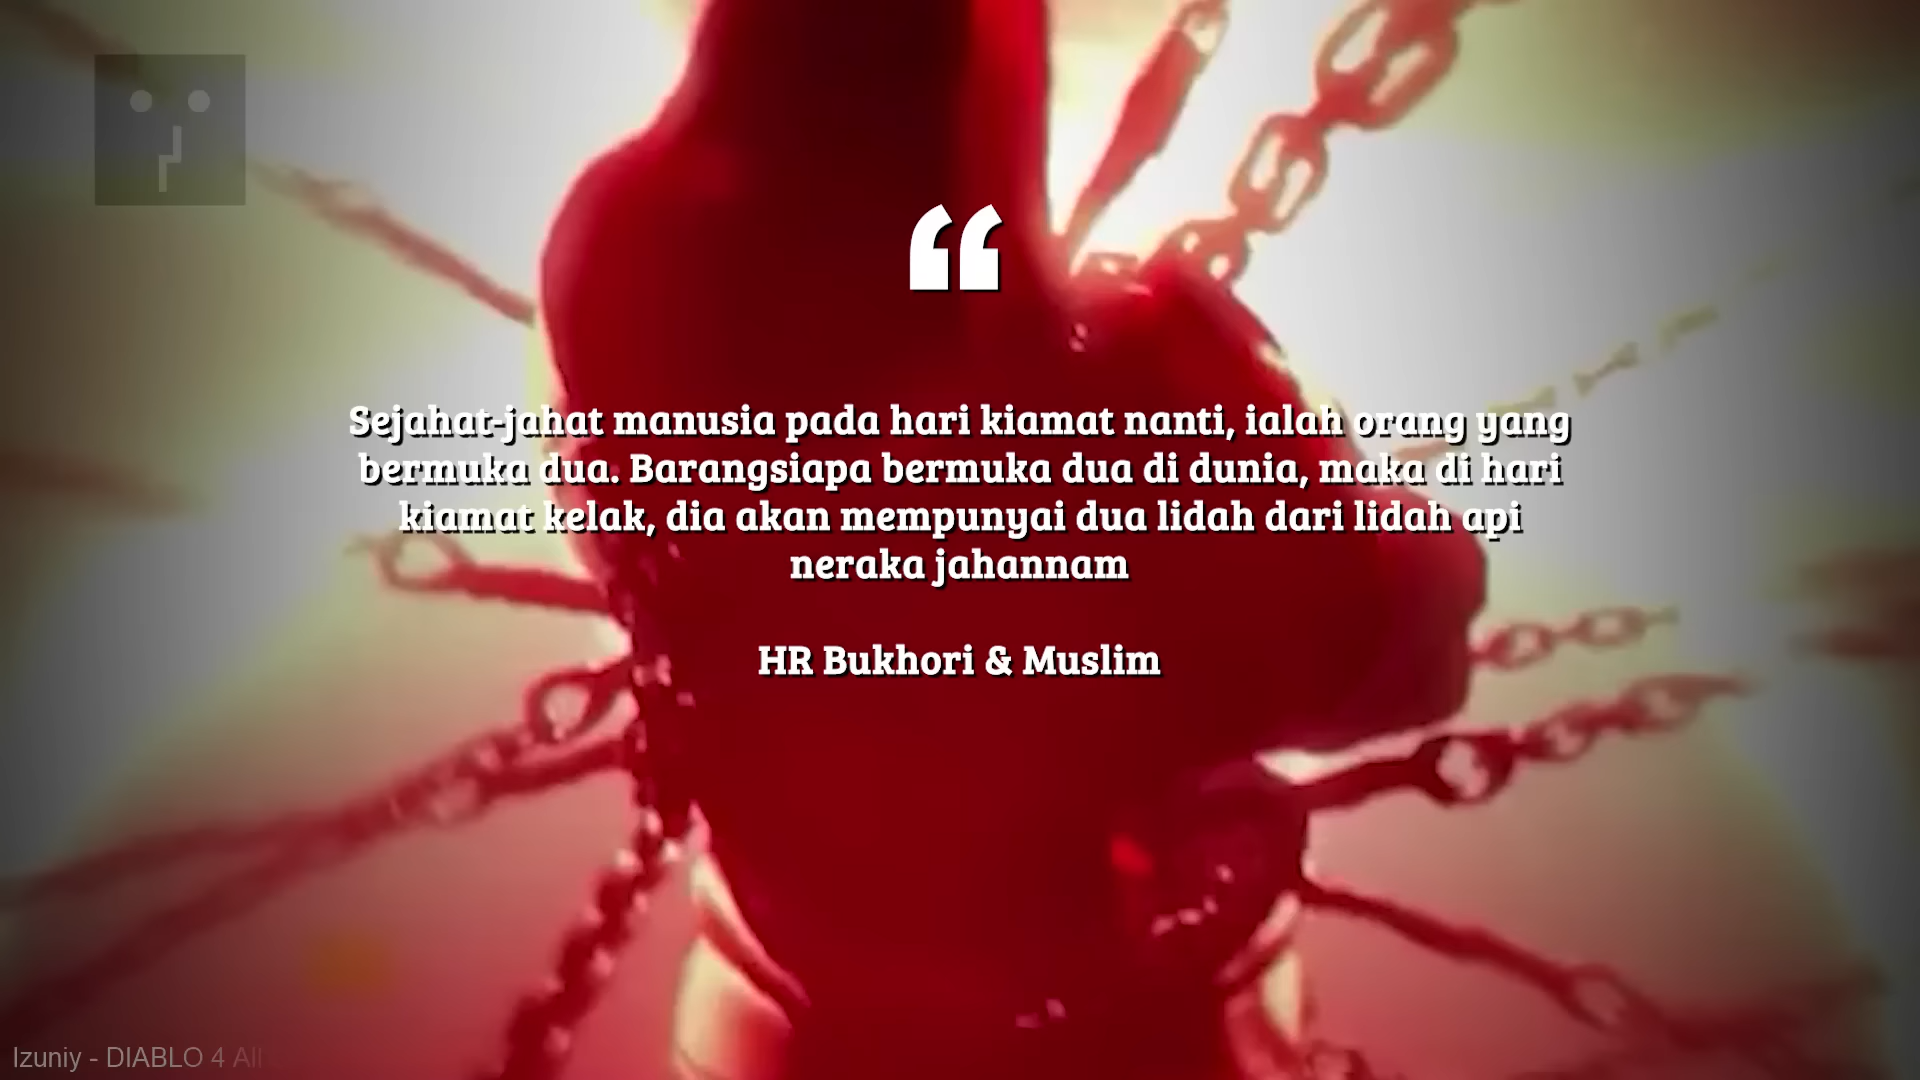 “
Sejahat-jahat manusia pada hari kiamat nanti, ialah orang yang
bermuka dua. Barangsiapa bermuka dua di dunia, maka di hari
kiamat kelak, dia akan mempunyai dua lidah dari lidah api
neraka jahannam
HR Bukhori & Muslim
Izuniy - DIABLO 4 All